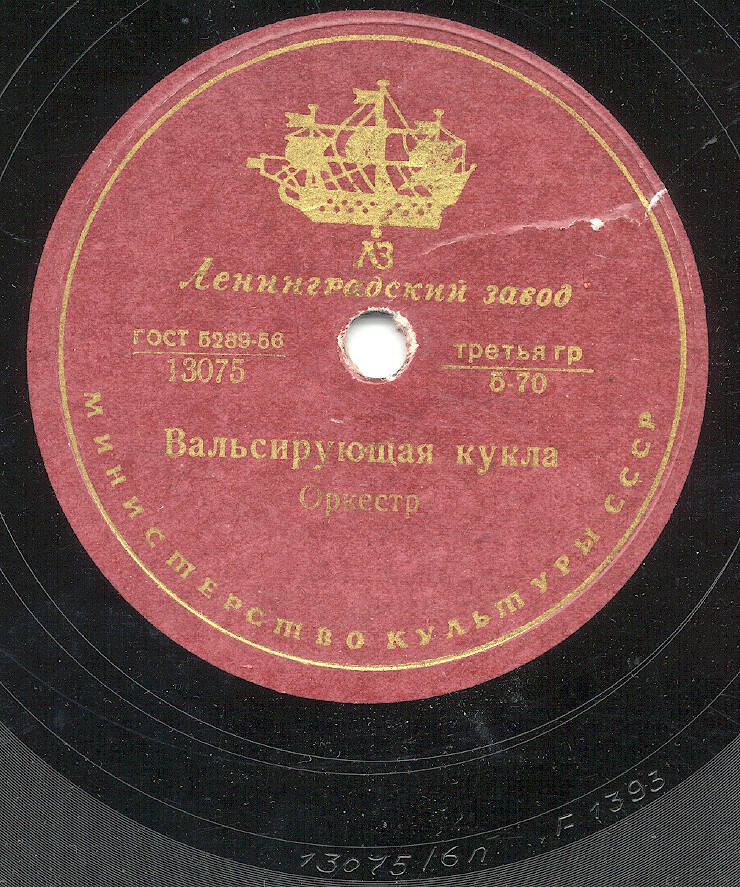 ЛЗ
Ленинградский завод
ГОСТ 5289-56
13075
третья гр
5-70
Вальсирующая кукла
Оркестр
МИНИСТЕРСТВО КУЛЬТУРЫ СССР
F 1393
13075/6п